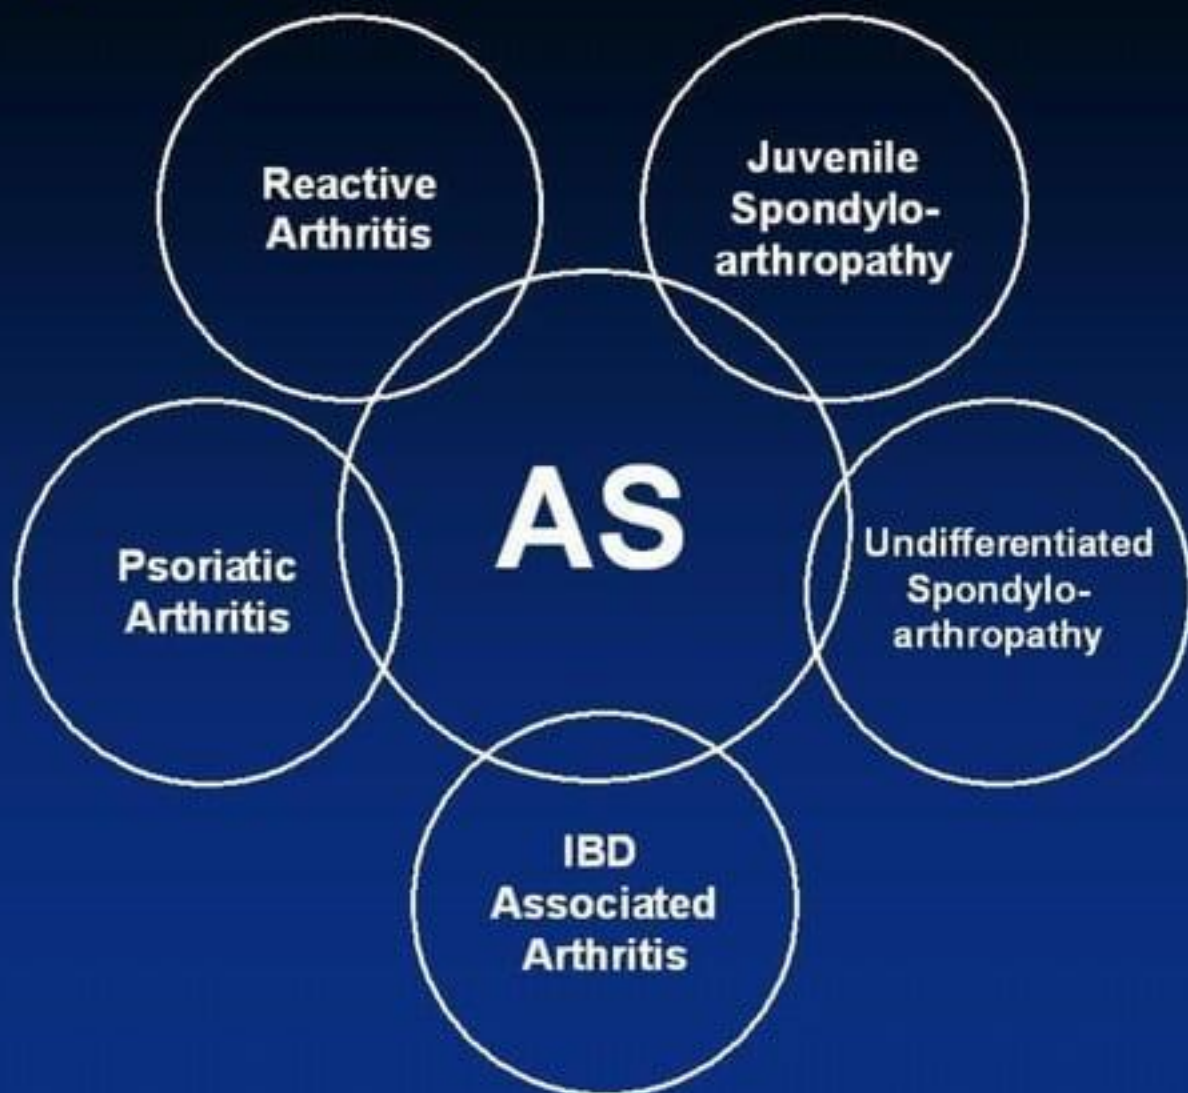 Reactive
Arthritis
Juvenile
Spondylo-
arthropathy
AS
Psoriatic
Arthritis
Undifferentiated
Spondylo-
arthropathy
IBD
Associated
Arthritis